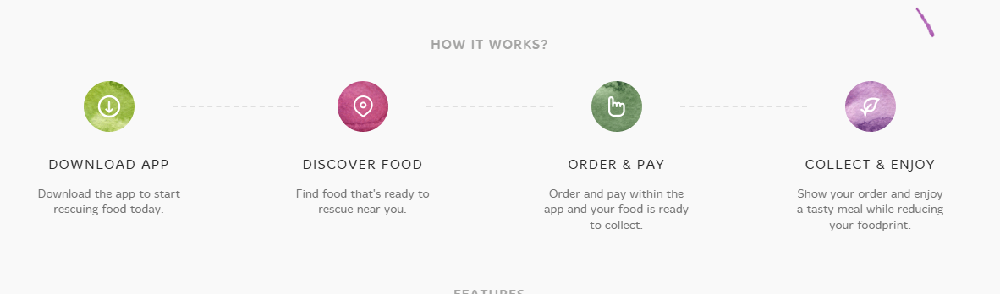 HOW IT WORKS?
DOWNLOAD APP
Download the app to start
rescuing food today.
DISCOVER FOOD
Find food that's ready to
rescue near you.
ORDER & PAY
Order and pay within the
app and your food is ready
to collect.
COLLECT & ENJOY
Show your order and enjoy
a tasty meal while reducing
your foodprint.
FEATURES